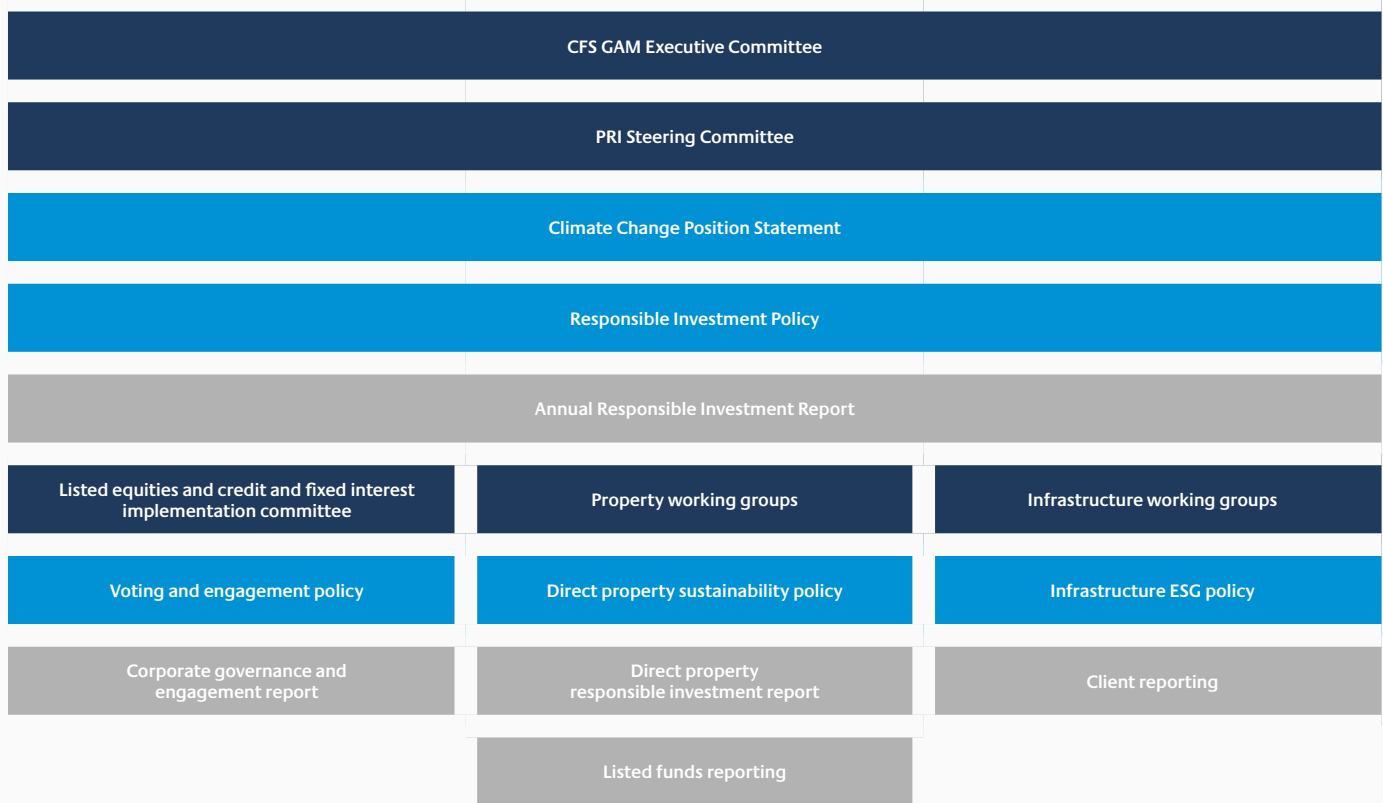 CFS GAM Executive Committee
PRI Steering Committee
Climate Change Position Statement
Responsible Investment Policy
Annual Responsible Investment Report
Listed equities and credit and fixed interest
implementation committee
Property working groups
Infrastructure working groups
Voting and engagement policy
Direct property sustainability policy
Infrastructure ESG policy
Corporate governance and
engagement report
Direct property
responsible investment report
Client reporting
Listed funds reporting